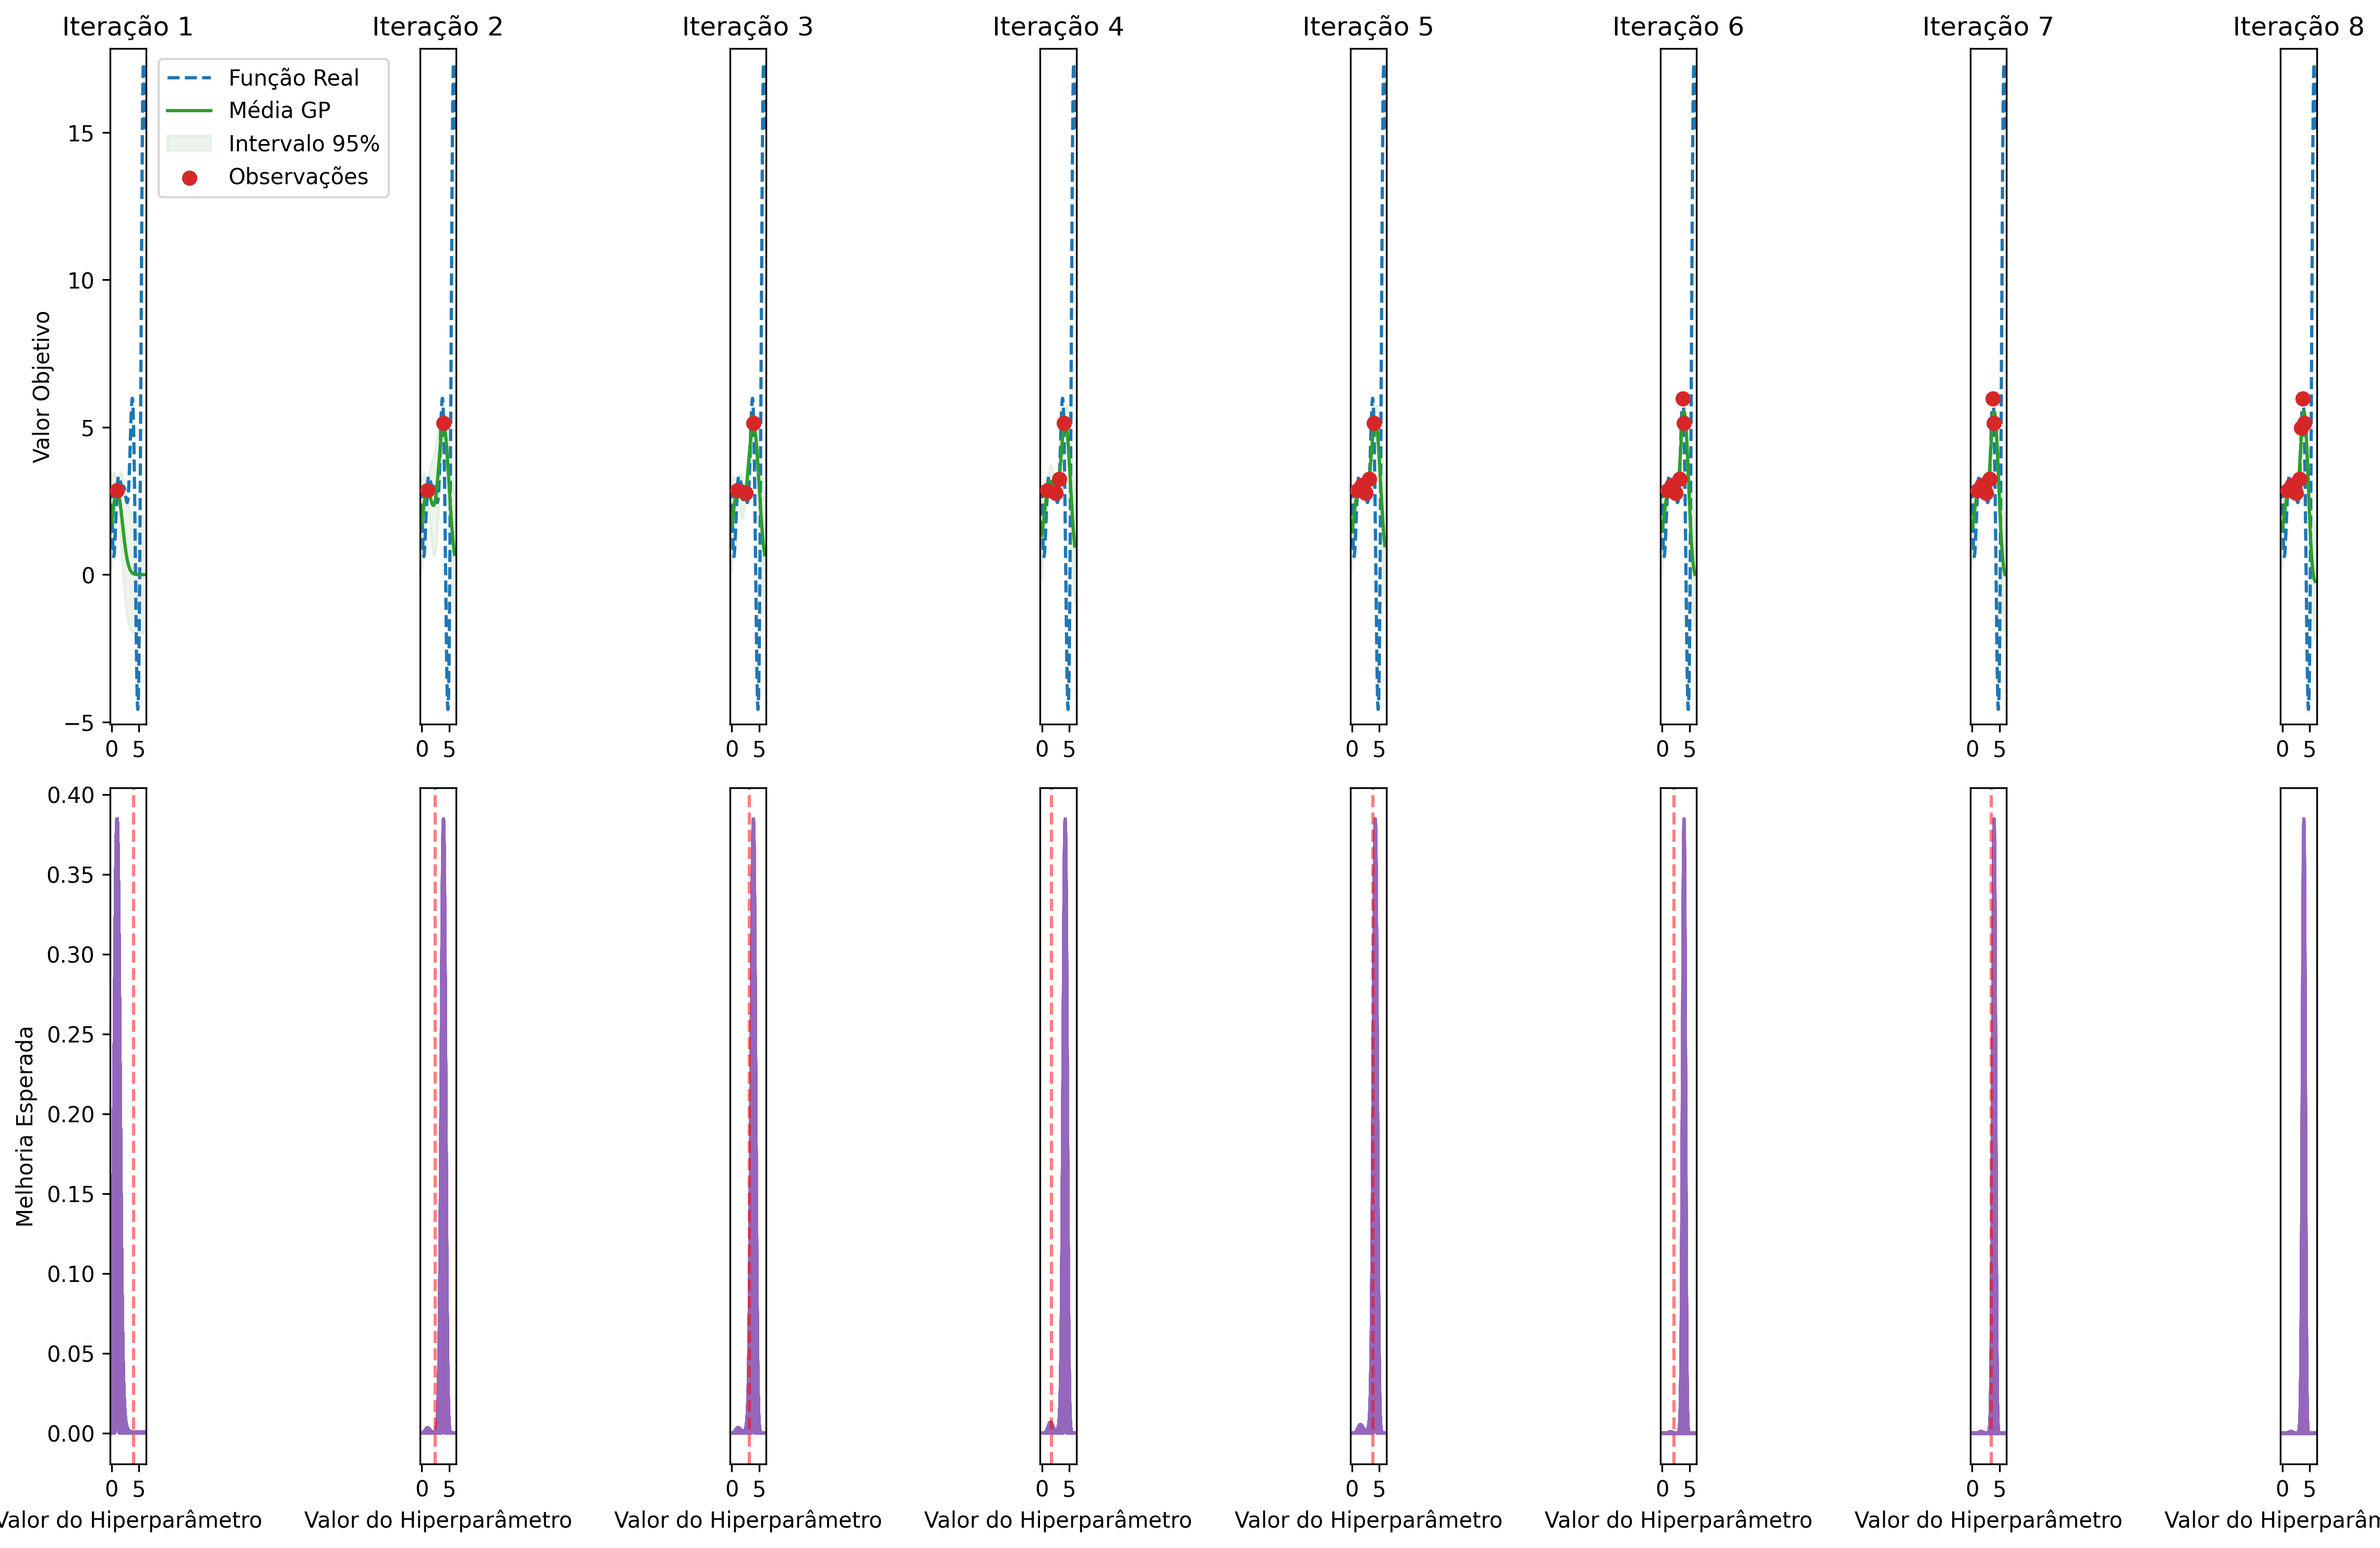 Iteração 1
Iteração 2
Iteração 3
Iteração 4
Iteração 5
Iteração 6
Iteração 7
Iteração 8
Função Real
Média GP
Intervalo 95%
Observações
Valor Objetivo
15
10
5
0
−5
0 5
0 5
0 5
0 5
0 5
0 5
0 5
0 5
Melhoria Esperada
0.40
0.35
0.30
0.25
0.20
0.15
0.10
0.05
0.00
0 5
0 5
0 5
0 5
0 5
0 5
0 5
0 5
Valor do Hiperparâmetro
Valor do Hiperparâmetro
Valor do Hiperparâmetro
Valor do Hiperparâmetro
Valor do Hiperparâmetro
Valor do Hiperparâmetro
Valor do Hiperparâmetro
Valor do Hiperparâm